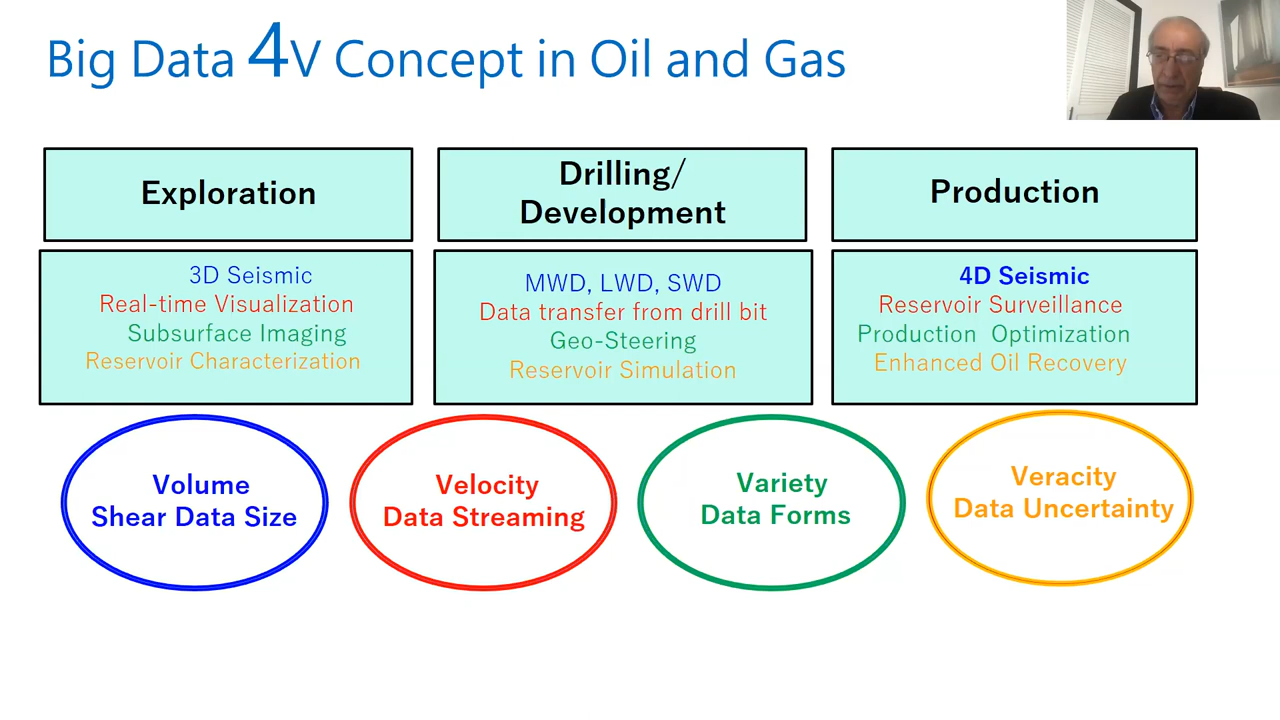 Big Data 4V Concept in Oil and Gas
Exploration
Drilling/
Development
Production
3D Seismic
Real-time Visualization
Subsurface Imaging
Reservoir Characterization
MWD, LWD, SWD
Data transfer from drill bit
Geo-Steering
Reservoir Simulation
4D Seismic
Reservoir Surveillance
Production Optimization
Enhanced Oil Recovery
Volume
Shear Data Size
Velocity
Data Streaming
Variety
Data Forms
Veracity
Data Uncertainty